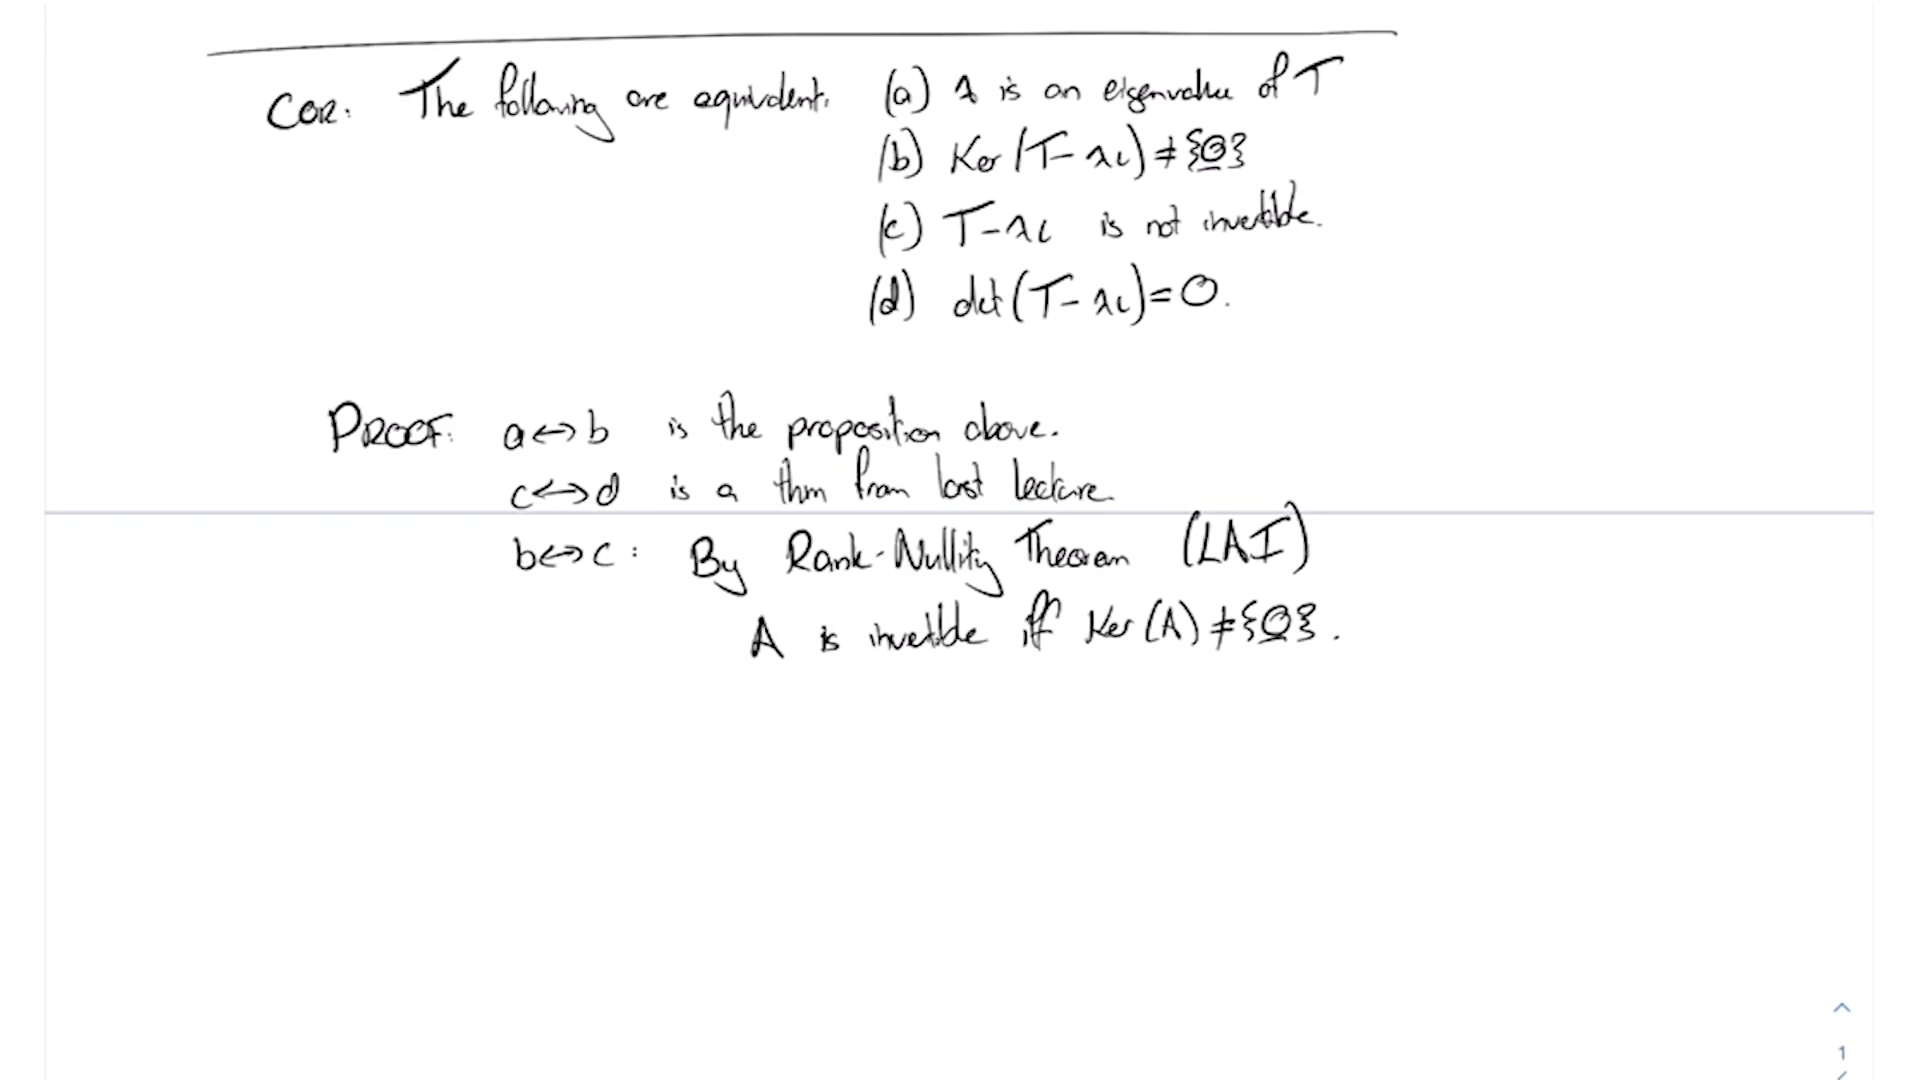 COR: The following are equivalent. (a) λ is an eigenvalue of T
(b) Ker (T-λι) ≠ {0}
(c) T-λι is not invertible.
(d) det (T-λι) = 0.
PROOF: a↔b is the proposition above.
c↔d is a thm from last lecture.
b↔c: By Rank-Nullity Theorem (LAI)
A is invertible iff Ker (A) ≠ {0}.
1